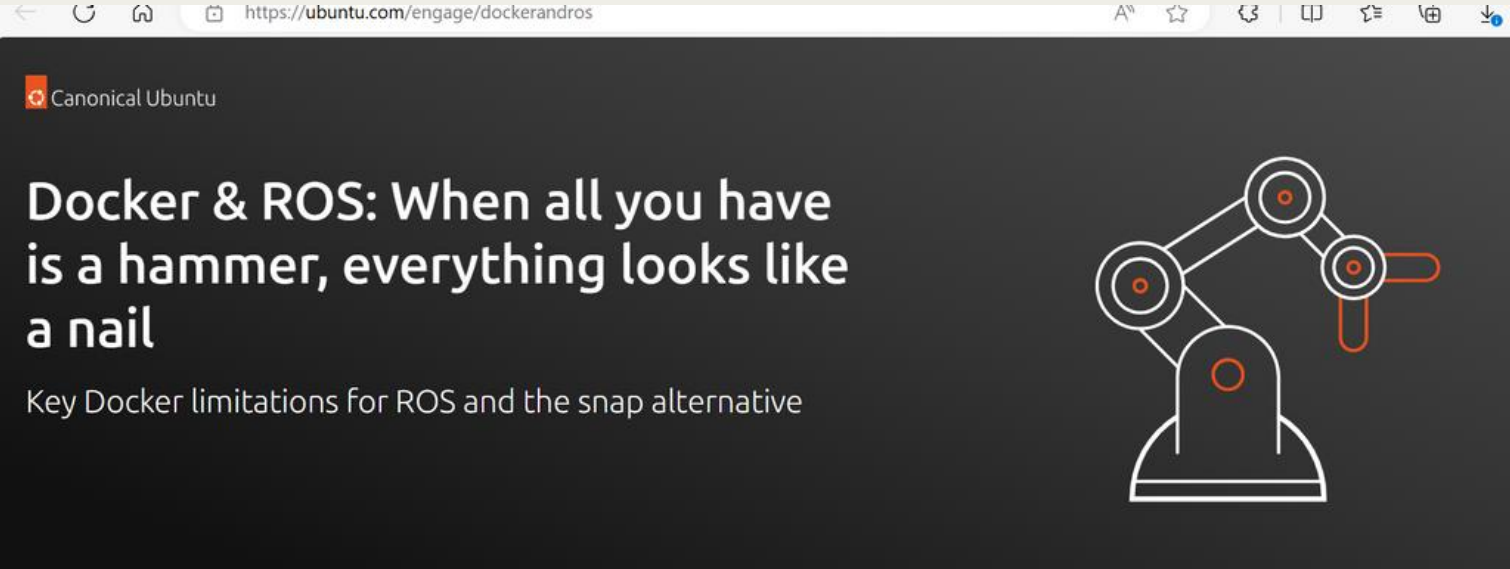 https://ubuntu.com/engage/dockerandros
Canonical Ubuntu
Docker & ROS: When all you have
is a hammer, everything looks like
a nail
Key Docker limitations for ROS and the snap alternative